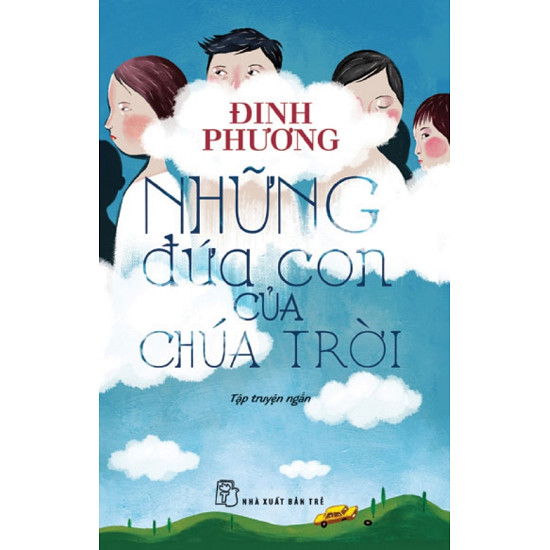 ĐINH
PHƯƠNG
NHỮNG
đứa con
CỦA
CHÚA TRỜI
Tập truyện ngắn
NHÀ XUẤT BẢN TRẺ